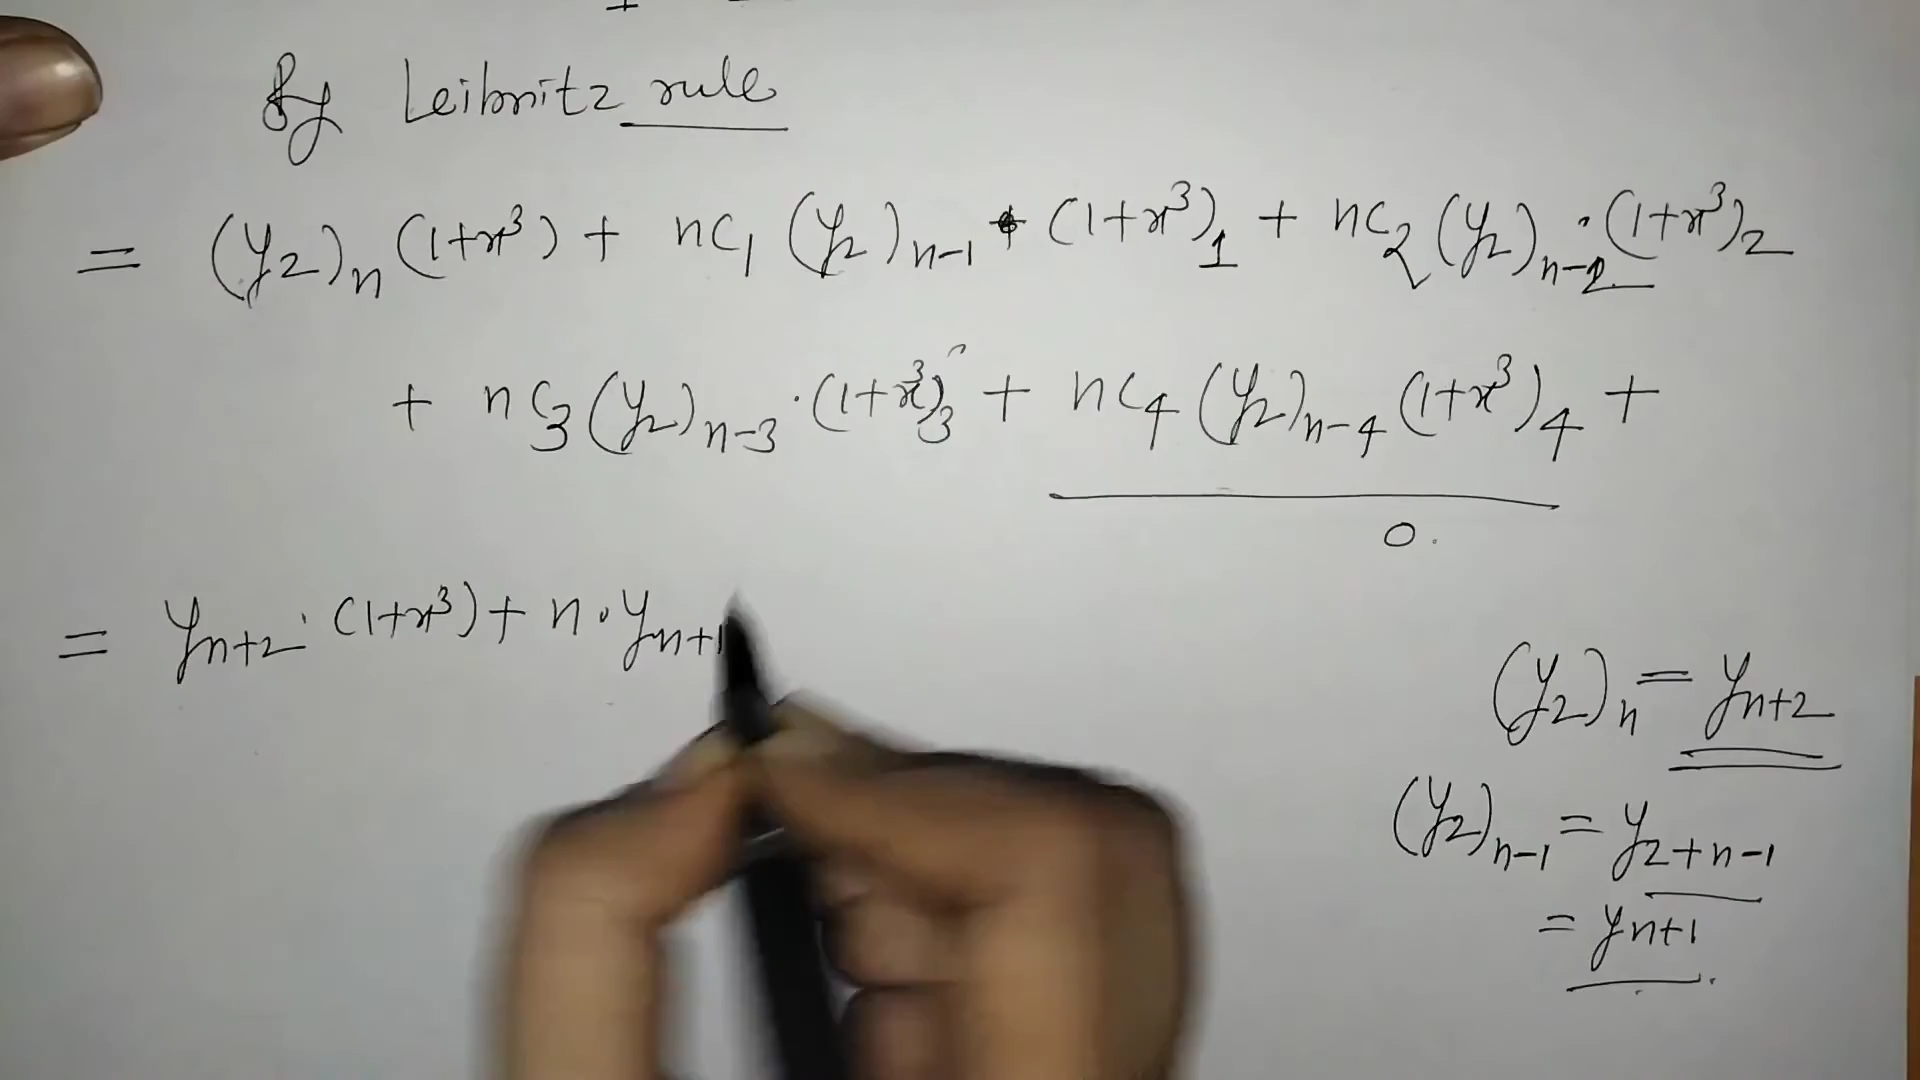 By Leibnitz rule
= (y₂)ₙ (1+x³) + nc₁ (y₂)ₙ₋₁ · (1+x³)₁ + nc₂ (y₂)ₙ₋₂ · (1+x³)₂
+ nc₃ (y₂)ₙ₋₃ · (1+x³)₃ + nc₄ (y₂)ₙ₋₄ (1+x³)₄ +
0.
= yₙ₊₂ · (1+x³) + n · yₙ₊₁
(y₂)ₙ = yₙ₊₂
(y₂)ₙ₋₁ = y₂₊ₙ₋₁
= yₙ₊₁.